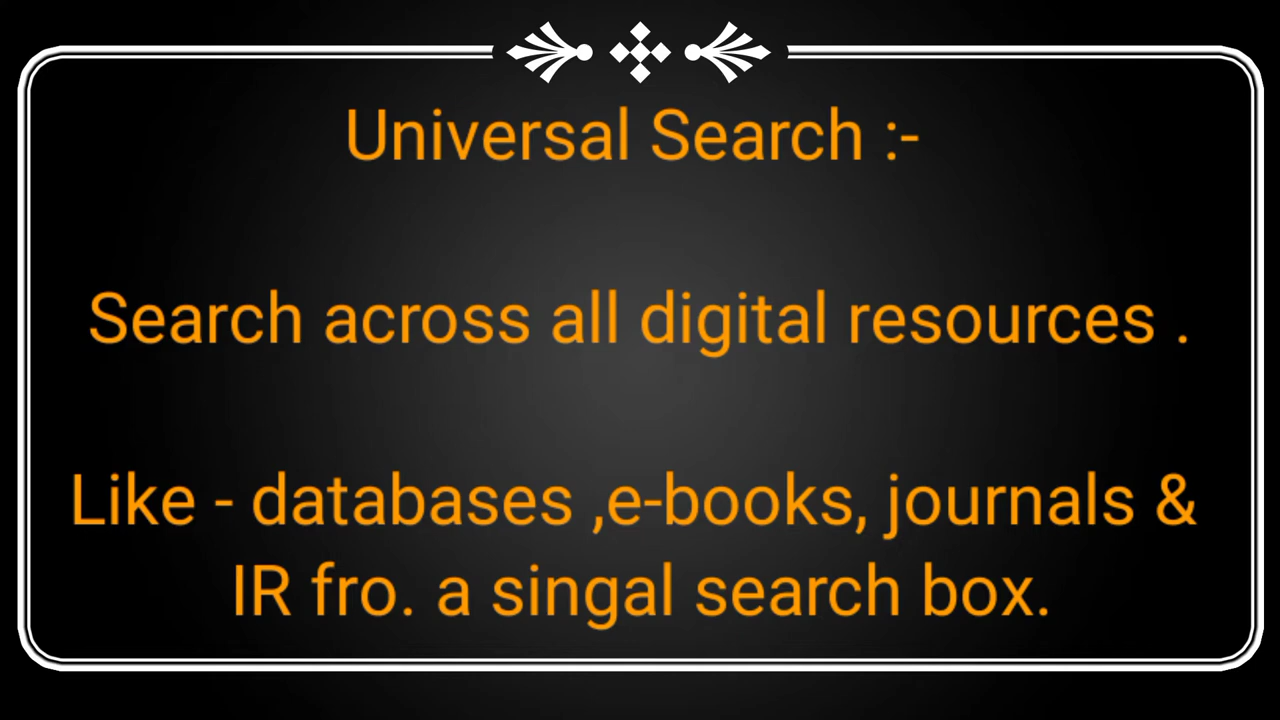 Universal Search :-
Search across all digital resources .
Like - databases ,e-books, journals &
IR fro. a singal search box.